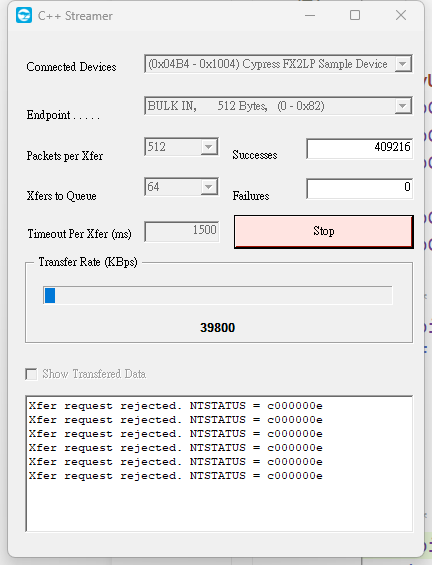 C++ Streamer
Connected Devices (0x04B4 - 0x1004) Cypress FX2LP Sample Device
Endpoint . . . . . BULK IN, 512 Bytes, (0 - 0x82)
Packets per Xfer 512 Successes 409216
Xfers to Queue 64 Failures 0
Timeout Per Xfer (ms) 1500 Stop
Transfer Rate (KBps)
39800
Show Transfered Data
Xfer request rejected. NTSTATUS = c000000e
Xfer request rejected. NTSTATUS = c000000e
Xfer request rejected. NTSTATUS = c000000e
Xfer request rejected. NTSTATUS = c000000e
Xfer request rejected. NTSTATUS = c000000e
Xfer request rejected. NTSTATUS = c000000e